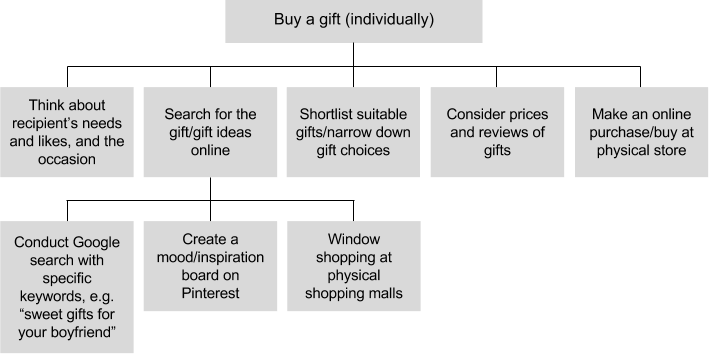 Buy a gift (individually)
Think about
recipient's needs
and likes, and the
occasion
Search for the
gift/gift ideas
online
Shortlist suitable
gifts/narrow down
gift choices
Consider prices
and reviews of
gifts
Make an online
purchase/buy at
physical store
Conduct Google
search with
specific
keywords, e.g.
“sweet gifts for
your boyfriend”
Create a
mood/inspiration
board on
Pinterest
Window
shopping at
physical
shopping malls